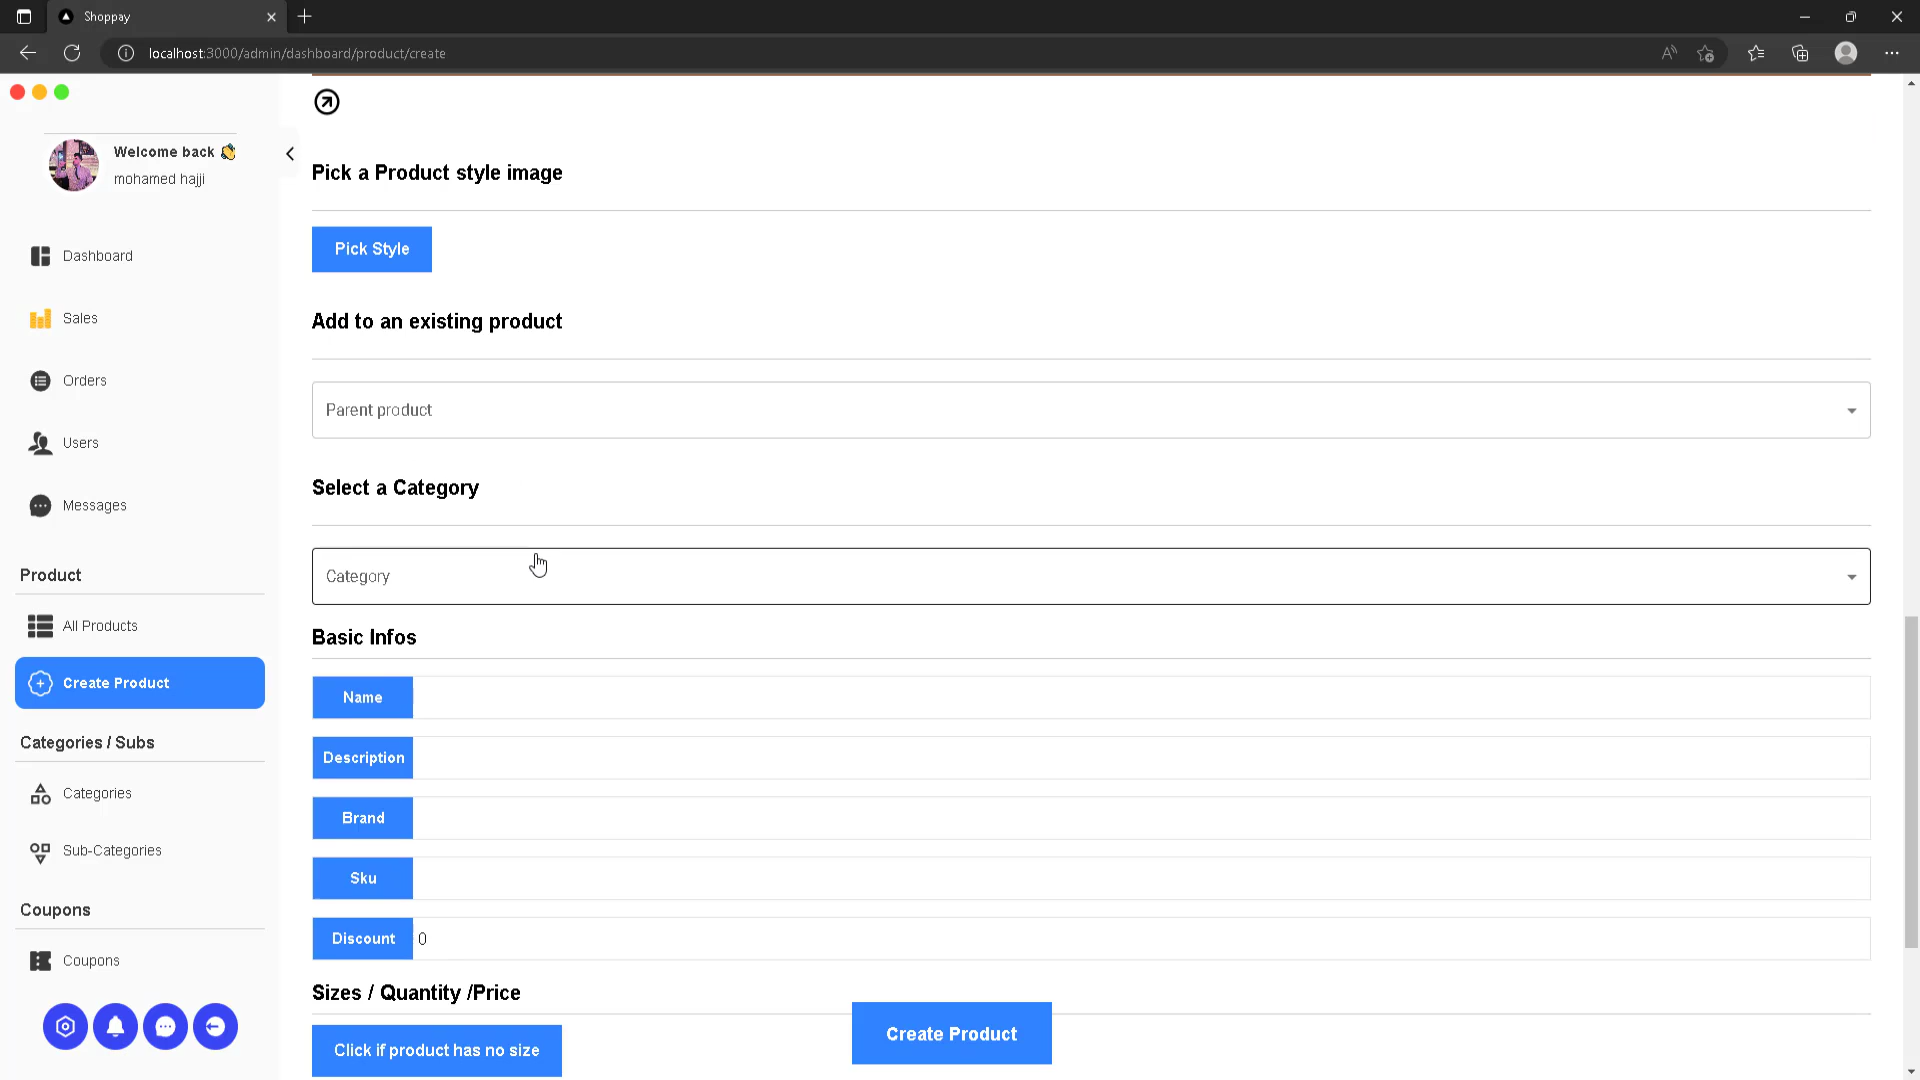 Shoppay
localhost:3000/admin/dashboard/product/create
Welcome back 👋
mohamed hajji
Dashboard
Sales
Orders
Users
Messages
Product
All Products
Create Product
Categories / Subs
Categories
Sub-Categories
Coupons
Coupons
Pick a Product style image
Pick Style
Add to an existing product
Parent product
Select a Category
Category
Basic Infos
Name
Description
Brand
Sku
Discount 0
Sizes / Quantity /Price
Click if product has no size
Create Product